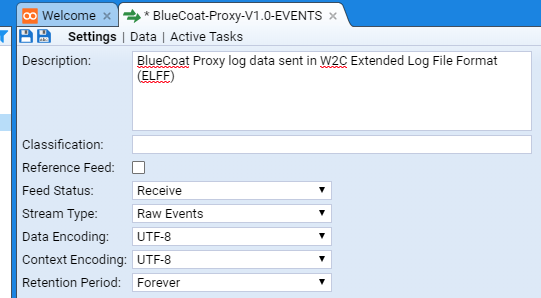 Welcome × * BlueCoat-Proxy-V1.0-EVENTS ×
Settings | Data | Active Tasks
Description: BlueCoat Proxy log data sent in W2C Extended Log File Format
(ELFF)
Classification:
Reference Feed:
Feed Status: Receive
Stream Type: Raw Events
Data Encoding: UTF-8
Context Encoding: UTF-8
Retention Period: Forever